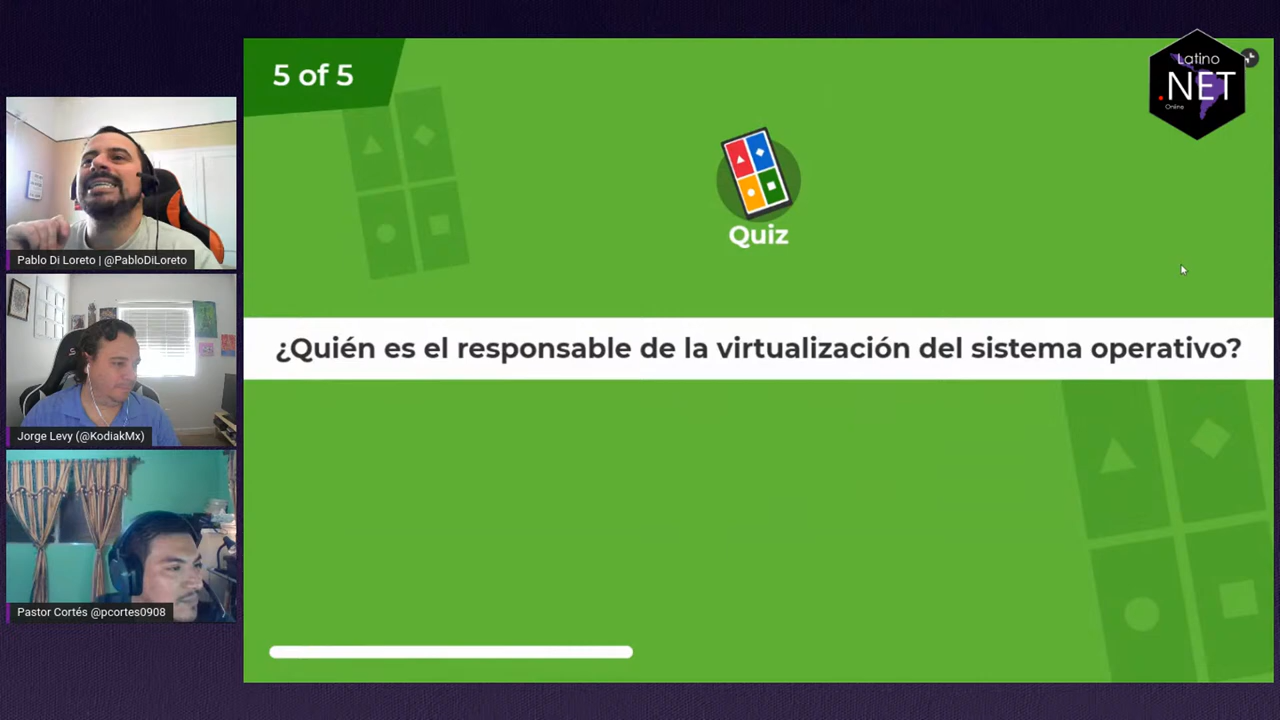 5 of 5
Latino
.NET
Online
Quiz
¿Quién es el responsable de la virtualización del sistema operativo?
Pablo Di Loreto | @PabloDiLoreto
Jorge Levy (@KodiakMx)
Pastor Cortés @pcortes0908